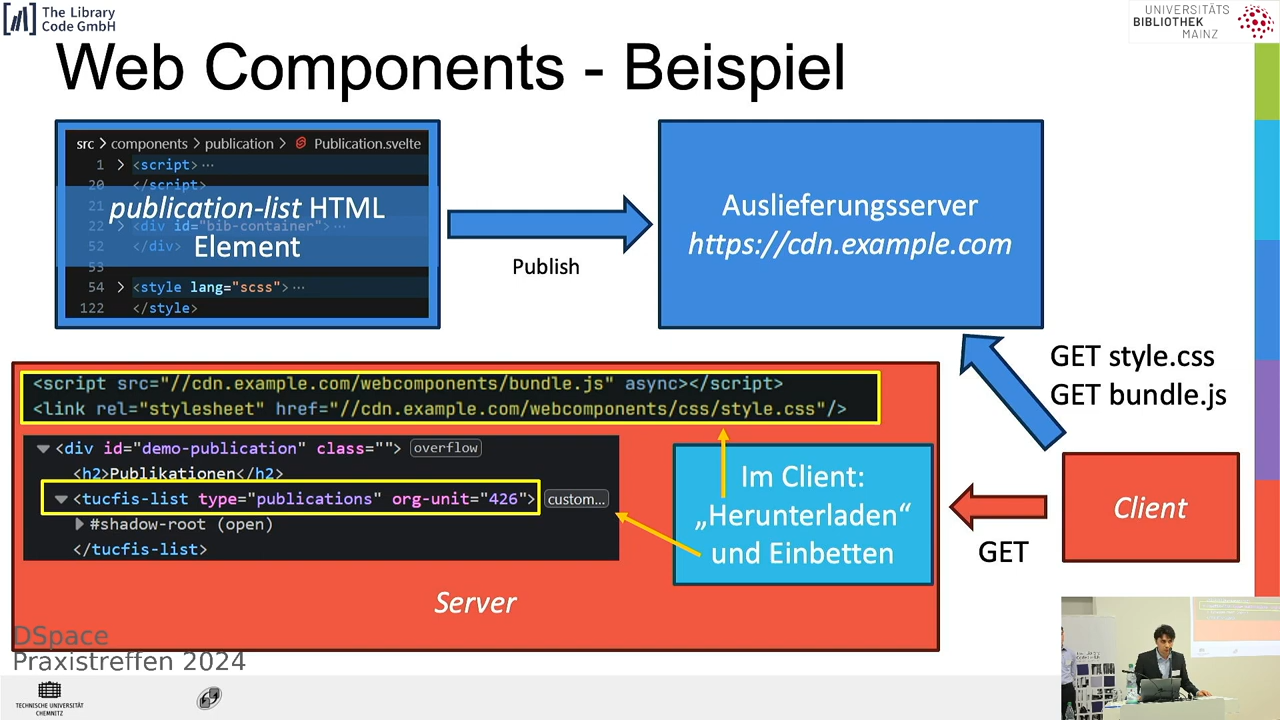 The Library
Code GmbH
UNIVERSITÄTS
BIBLIOTHEK
MAINZ
Web Components - Beispiel
src > components > publication > Publication.svelte
1 > <script>…
20 </script>
21
publication-list HTML
22 > <div id="bib-container">…
Element
52 </div>
53
54 > <style lang="scss">…
122 </style>
Publish
Auslieferungsserver
https://cdn.example.com
GET style.css
GET bundle.js
<script src="//cdn.example.com/webcomponents/bundle.js" async></script>
<link rel="stylesheet" href="//cdn.example.com/webcomponents/css/style.css"/>
<div id="demo-publication" class=""> overflow
<h2>Publikationen</h2>
<tucfis-list type="publications" org-unit="426"> custom…
#shadow-root (open)
</tucfis-list>
Im Client:
„Herunterladen“
und Einbetten
GET
Client
Server
DSpace
Praxistreffen 2024
TECHNISCHE UNIVERSITÄT
CHEMNITZ